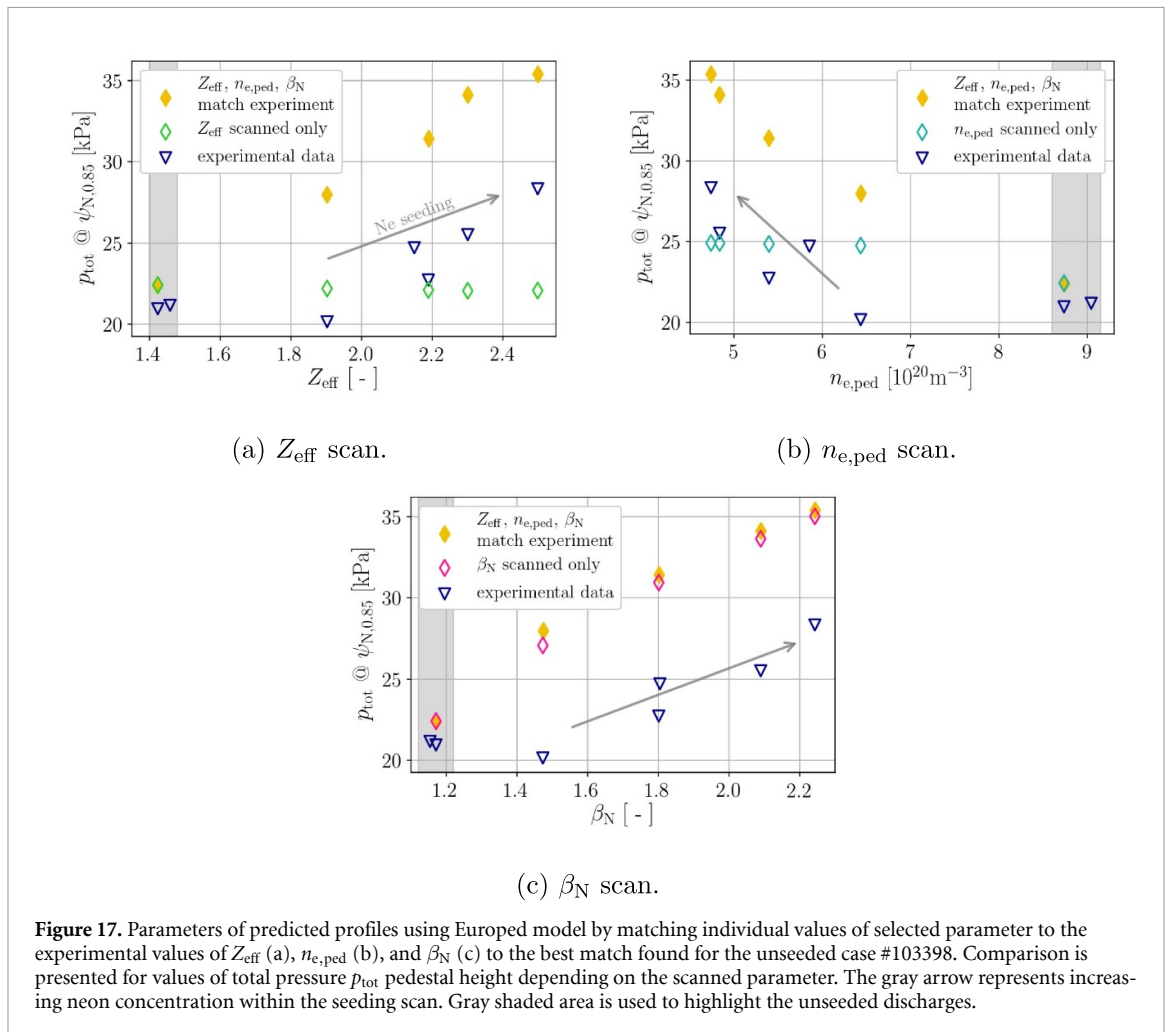 35
30
25
20
p_tot @ ψ_N,0.85 [kPa]
Z_eff, n_e,ped, β_N
match experiment
Z_eff scanned only
experimental data
Ne seeding
1.4 1.6 1.8 2.0 2.2 2.4
Z_eff [ - ]
(a) Z_eff scan.
35
30
25
20
p_tot @ ψ_N,0.85 [kPa]
Z_eff, n_e,ped, β_N
match experiment
n_e,ped scanned only
experimental data
5 6 7 8 9
n_e,ped [10²⁰m⁻³]
(b) n_e,ped scan.
35
30
25
20
p_tot @ ψ_N,0.85 [kPa]
Z_eff, n_e,ped, β_N
match experiment
β_N scanned only
experimental data
1.2 1.4 1.6 1.8 2.0 2.2
β_N [ - ]
(c) β_N scan.
Figure 17. Parameters of predicted profiles using Europed model by matching individual values of selected parameter to the
experimental values of Z_eff (a), n_e,ped (b), and β_N (c) to the best match found for the unseeded case #103398. Comparison is
presented for values of total pressure p_tot pedestal height depending on the scanned parameter. The gray arrow represents increas-
ing neon concentration within the seeding scan. Gray shaded area is used to highlight the unseeded discharges.